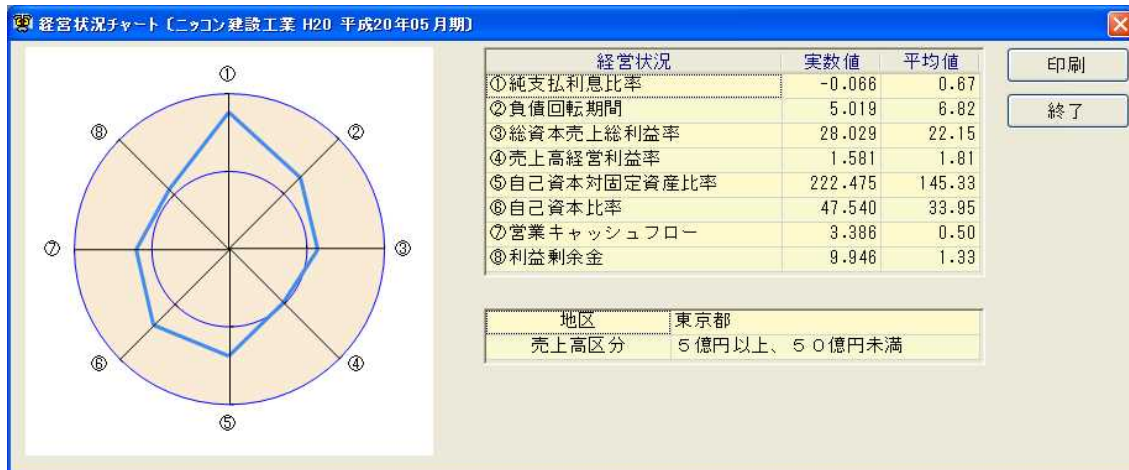 経営状況チャート〔ニッコン建設工業 H20 平成20年05月期〕
①
②
③
④
⑤
⑥
⑦
⑧
経営状況 実数値 平均値
①純支払利息比率 -0.066 0.67
②負債回転期間 5.019 6.82
③総資本売上総利益率 28.029 22.15
④売上高経営利益率 1.581 1.81
⑤自己資本対固定資産比率 222.475 145.33
⑥自己資本比率 47.540 33.95
⑦営業キャッシュフロー 3.386 0.50
⑧利益剰余金 9.946 1.33
地区 東京都
売上高区分 5億円以上、50億円未満
印刷
終了